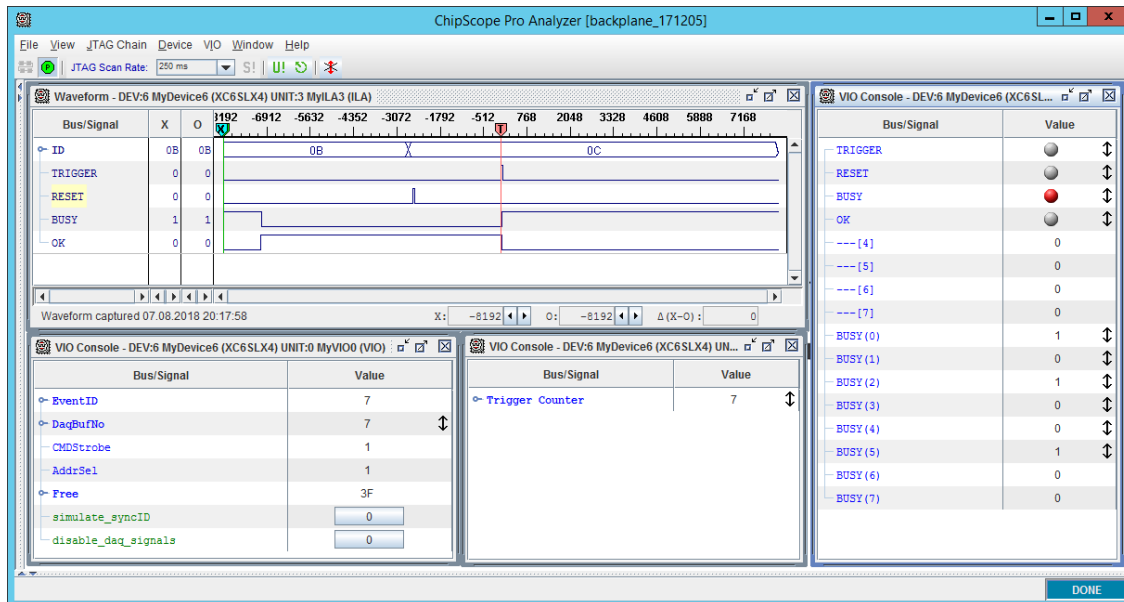 ChipScope Pro Analyzer [backplane_171205]
File View JTAG Chain Device VIO Window Help
JTAG Scan Rate: 250 ms S! U!
Waveform - DEV:6 MyDevice6 (XC6SLX4) UNIT:3 MyILA3 (ILA)
Bus/Signal X O 8192 -6912 -5632 -4352 -3072 -1792 -512 768 2048 3328 4608 5888 7168
X T
ID 0B 0B 0B 0C
TRIGGER 0 0
RESET 0 0
BUSY 1 1
OK 0 0
Waveform captured 07.08.2018 20:17:58 X: -8192 O: -8192 Δ(X-O): 0
VIO Console - DEV:6 MyDevice6 (XC6SLX4) UNIT:0 MyVIO0 (VIO)
Bus/Signal Value
EventID 7
DaqBufNo 7
CMDStrobe 1
AddrSel 1
Free 3F
simulate_syncID 0
disable_daq_signals 0
VIO Console - DEV:6 MyDevice6 (XC6SLX4) UN...
Bus/Signal Value
Trigger Counter 7
VIO Console - DEV:6 MyDevice6 (XC6SL...
Bus/Signal Value
TRIGGER
RESET
BUSY
OK
---[4] 0
---[5] 0
---[6] 0
---[7] 0
BUSY(0) 1
BUSY(1) 0
BUSY(2) 1
BUSY(3) 0
BUSY(4) 0
BUSY(5) 1
BUSY(6) 0
BUSY(7) 0
DONE